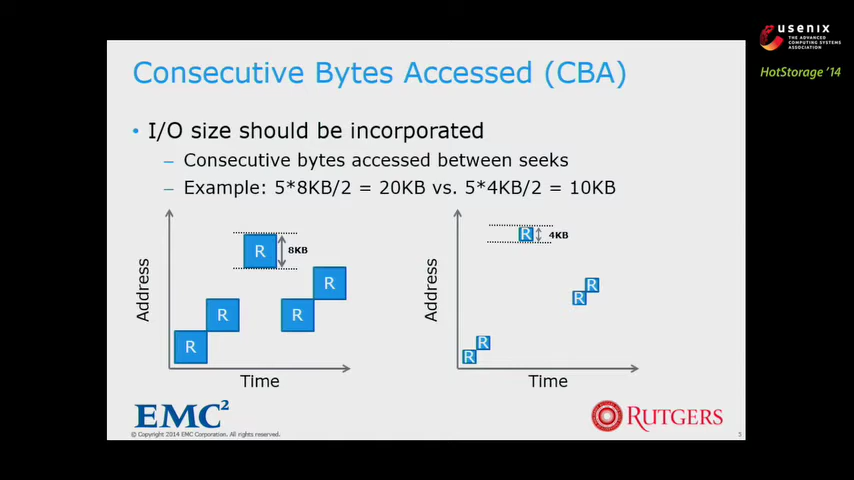 usenix
THE ADVANCED
COMPUTING SYSTEMS
ASSOCIATION
HotStorage '14
Consecutive Bytes Accessed (CBA)
• I/O size should be incorporated
– Consecutive bytes accessed between seeks
– Example: 5*8KB/2 = 20KB vs. 5*4KB/2 = 10KB
Address
R
8KB
R
R
R
R
Time
Address
R
4KB
R
R
R
R
Time
EMC²
© Copyright 2014 EMC Corporation. All rights reserved.
RUTGERS